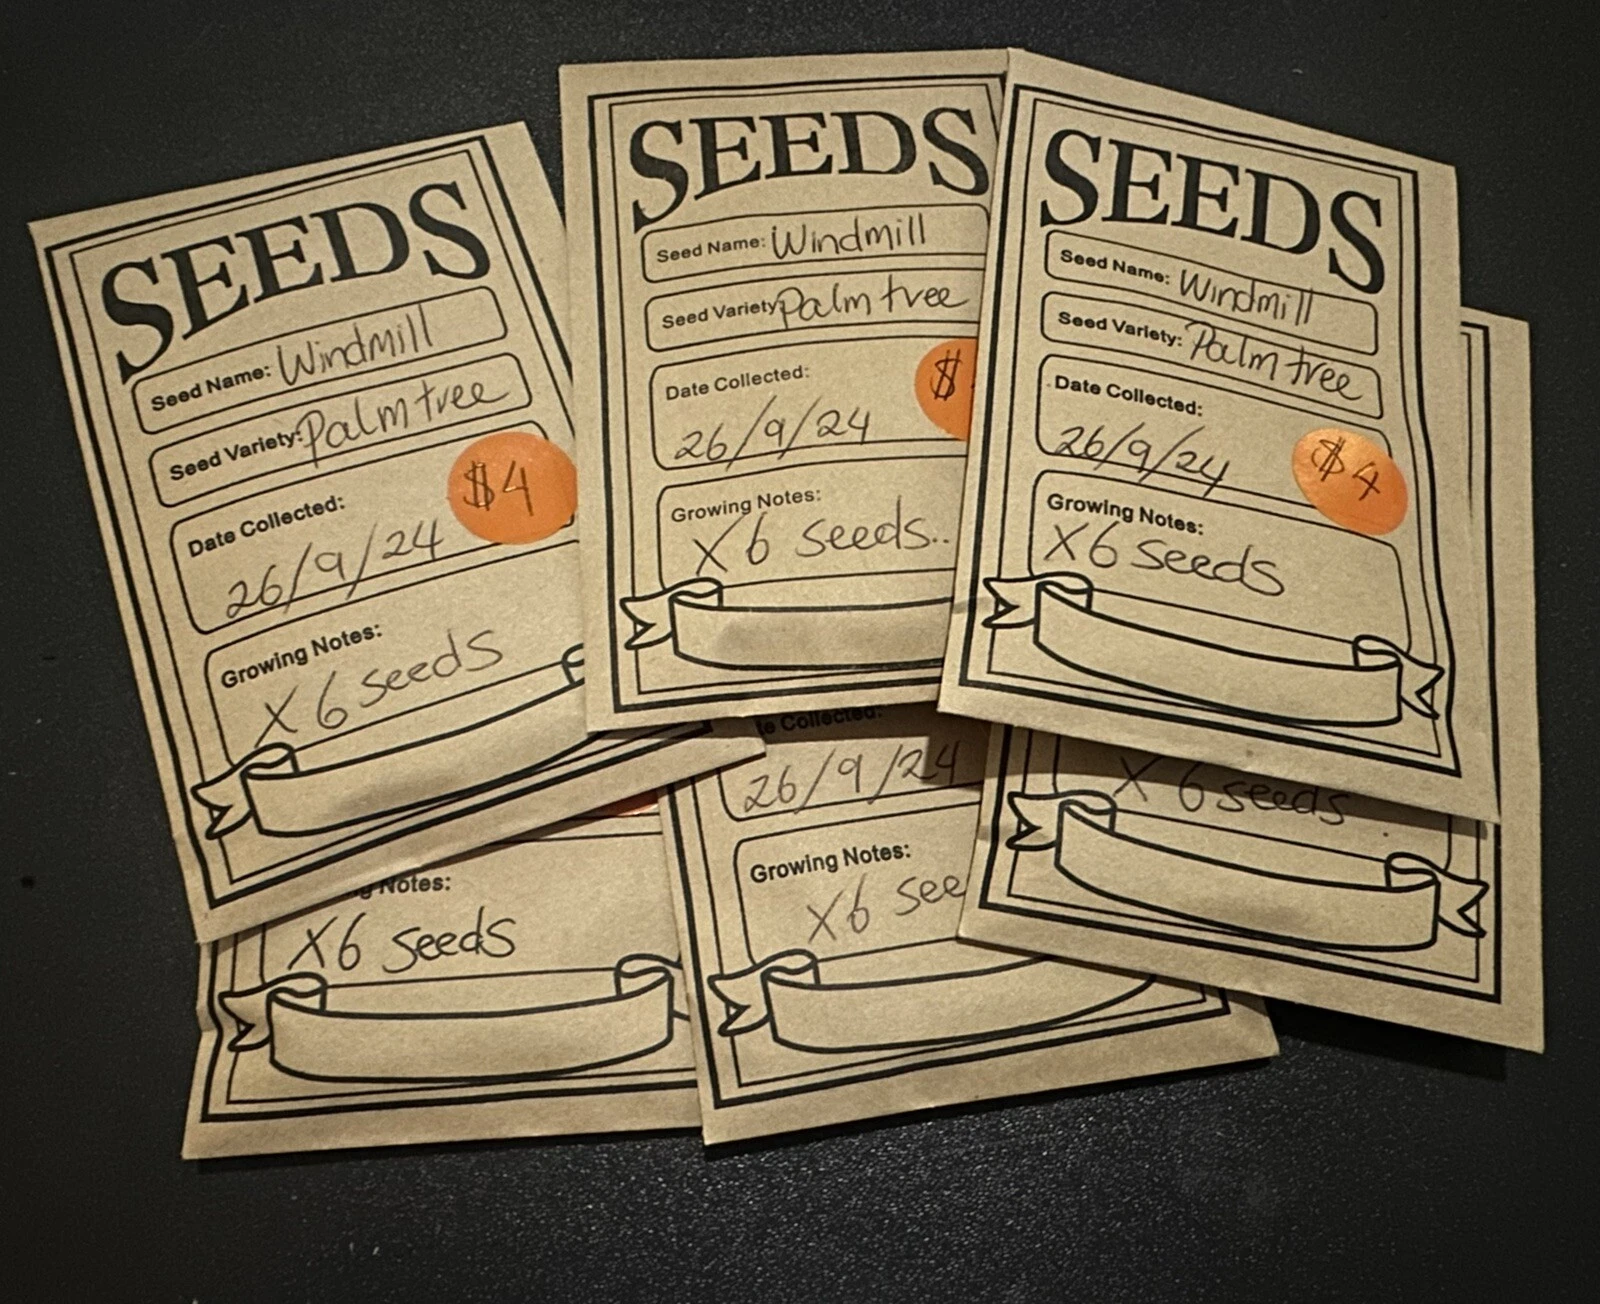 SEEDS
Seed Name: Windmill
Seed Variety: Palm tree
Date Collected:
26/9/24
$4
Growing Notes:
X 6 seeds
SEEDS
Seed Name: Windmill
Seed Variety Palm tree
Date Collected:
$
26/9/24
Growing Notes:
X 6 seeds..
SEEDS
Seed Name: Windmill
Seed Variety: Palm tree
Date Collected:
26/9/24
$4
Growing Notes:
X6 seeds
Notes:
X6 seeds
Collected:
26/9/24
Growing Notes:
X6 see
X 6 seeds